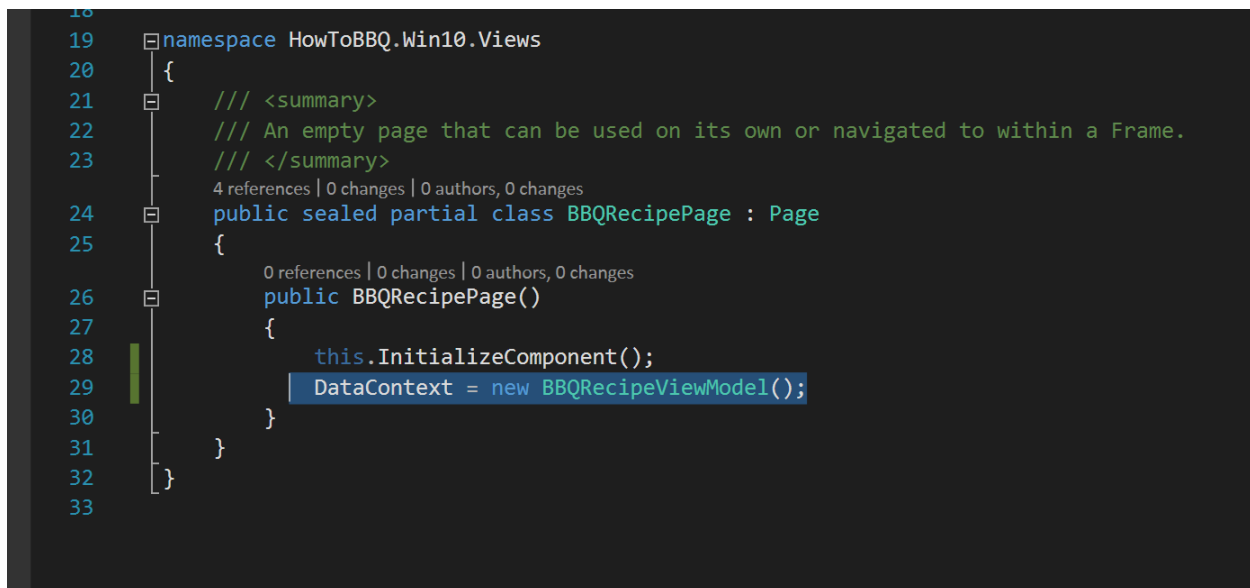 18
19 namespace HowToBBQ.Win10.Views
20 {
21 /// <summary>
22 /// An empty page that can be used on its own or navigated to within a Frame.
23 /// </summary>
4 references | 0 changes | 0 authors, 0 changes
24 public sealed partial class BBQRecipePage : Page
25 {
0 references | 0 changes | 0 authors, 0 changes
26 public BBQRecipePage()
27 {
28 this.InitializeComponent();
29 DataContext = new BBQRecipeViewModel();
30 }
31 }
32 }
33